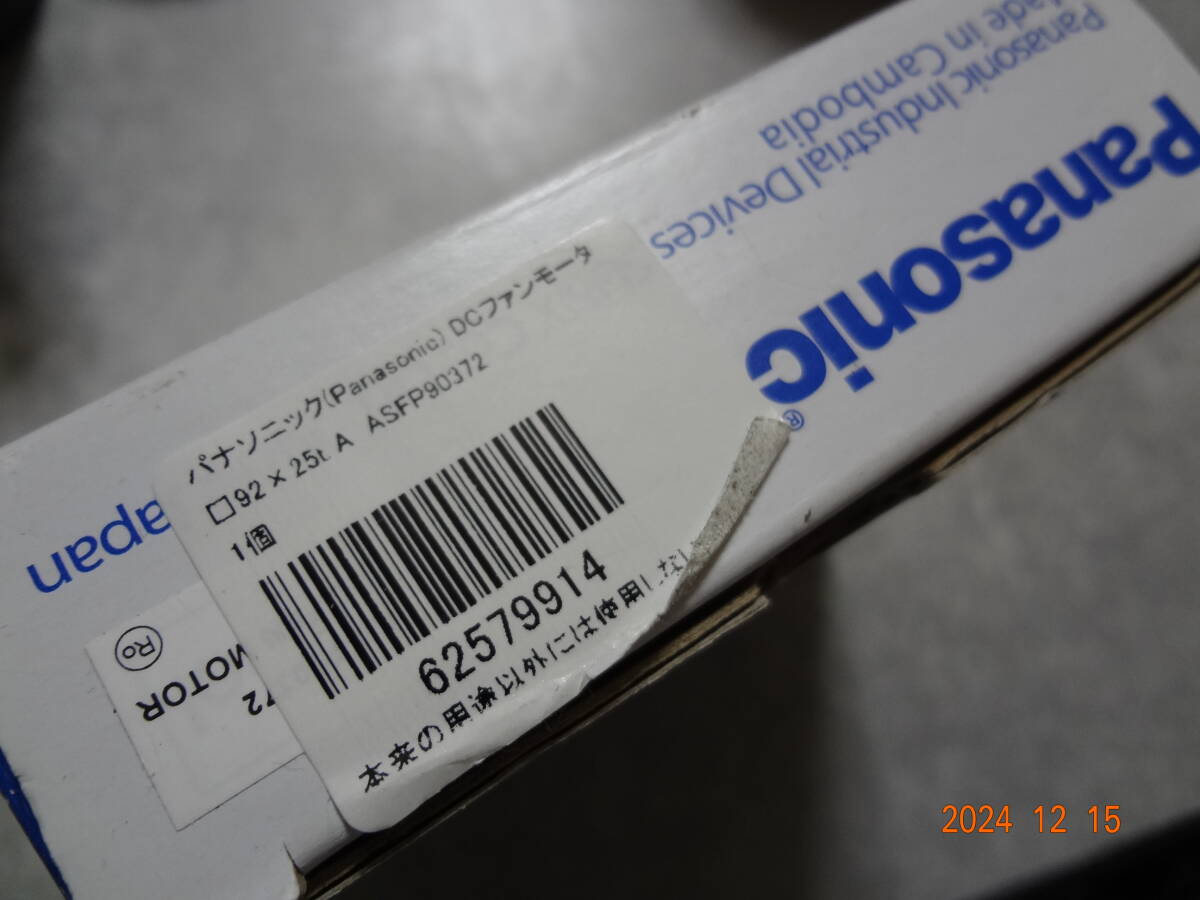 パナソニック(Panasonic) DCファンモータ
□92×25t A ASFP90372
1個
62579914
本来の用途以外には使用しな
Panasonic®
Panasonic Industrial Devices
Made in Cambodia
apan
72
MOTOR
Ro
2024 12 15